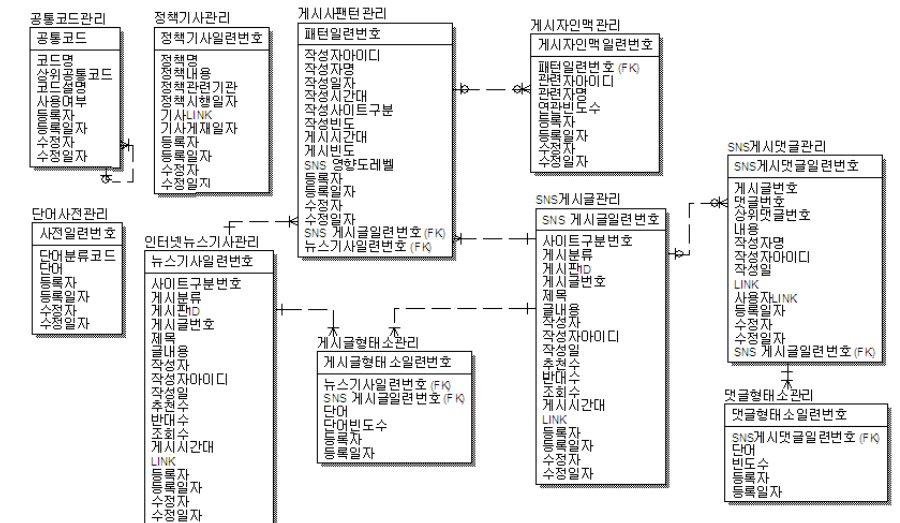 공통코드관리
공통코드
코드명
상위공통코드
코드설명
사용여부
등록자
등록일자
수정자
수정일자
정책기사관리
정책기사일련번호
정책명
정책내용
정책관련기관
정책시행일자
기사LINK
기사게재일자
등록자
등록일자
수정자
수정일자
게시사팬턴관리
패턴일련번호
작성자아이디
작성자명
작성일자
작성시간대
작성사이트구분
작성빈도
게시시간대
게시빈도
SNS 영향도레벨
등록자
등록일자
수정자
수정일자
SNS 게시글일련번호 (FK)
뉴스기사일련번호 (FK)
게시자인맥관리
게시자인맥일련번호
패턴일련번호 (FK)
관련자아이디
관련자명
연관빈도수
등록자
등록일자
수정자
수정일자
SNS게시댓글관리
SNS게시댓글일련번호
게시글번호
댓글번호
상위댓글번호
내용
작성자명
작성자아이디
작성일
LINK
사용자LINK
등록일자
수정자
수정일자
SNS 게시글일련번호 (FK)
단어사전관리
사전일련번호
단어분류코드
단어
등록자
등록일자
수정자
수정일자
인터넷뉴스기사관리
뉴스기사일련번호
사이트구분번호
게시분류
게시판ID
게시글번호
제목
글내용
작성자
작성자아이디
작성일
추천수
반대수
조회수
게시시간대
LINK
등록자
등록일자
수정자
수정일자
게시글형태소관리
게시글형태소일련번호
뉴스기사일련번호 (FK)
SNS 게시글일련번호 (FK)
단어
단어빈도수
등록자
등록일자
SNS게시글관리
SNS 게시글일련번호
사이트구분번호
게시분류
게시판ID
게시글번호
제목
글내용
작성자
작성자아이디
작성일
추천수
반대수
조회수
게시시간대
LINK
등록자
등록일자
수정자
수정일자
댓글형태소관리
댓글형태소일련번호
SNS게시댓글일련번호 (FK)
단어
빈도수
등록자
등록일자